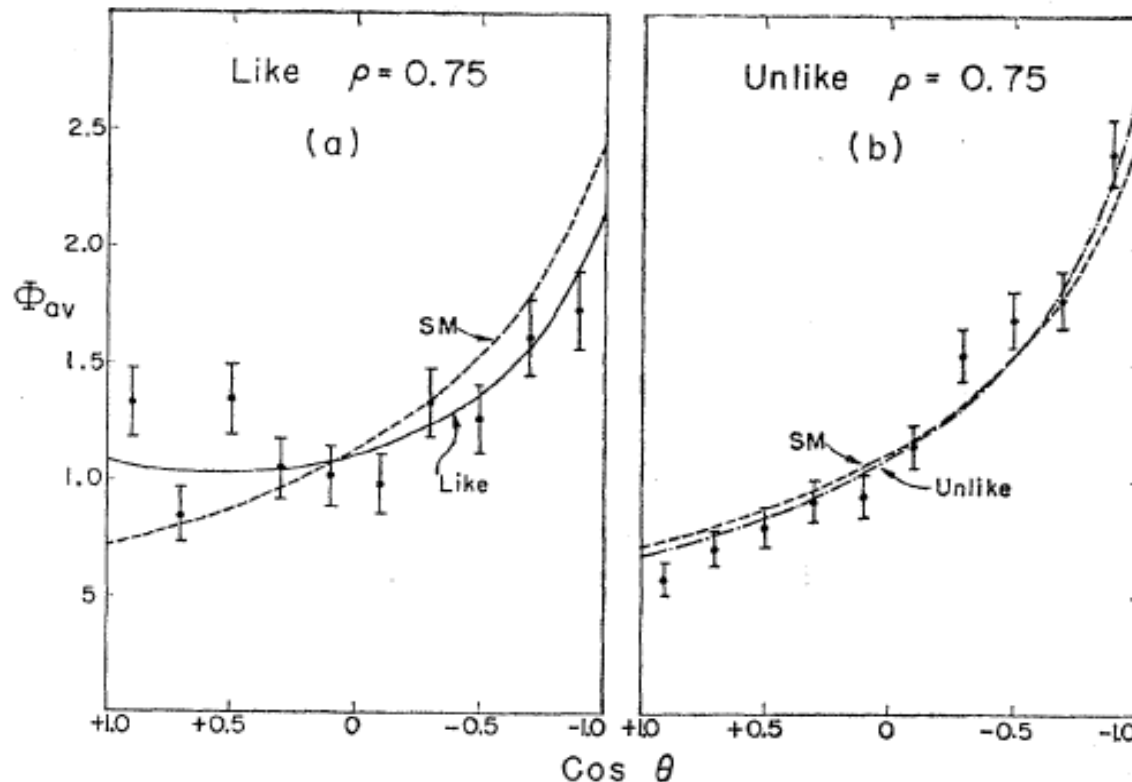 Like ρ = 0.75
(a)
Φav
2.5
2.0
1.5
1.0
5
SM
Like
+1.0
+0.5
0
-0.5
-1.0
Unlike ρ = 0.75
(b)
SM
Unlike
+1.0
+0.5
0
-0.5
-1.0
Cos θ